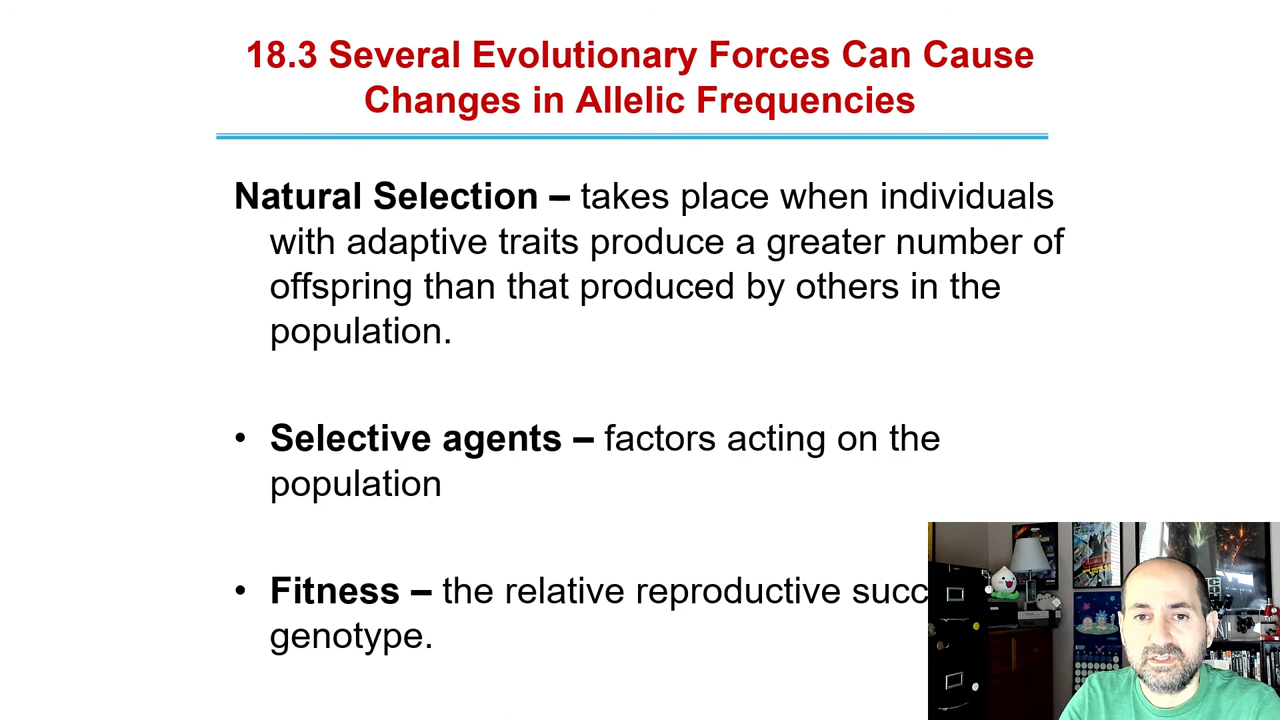 18.3 Several Evolutionary Forces Can Cause
Changes in Allelic Frequencies
Natural Selection – takes place when individuals
with adaptive traits produce a greater number of
offspring than that produced by others in the
population.
• Selective agents – factors acting on the
population
• Fitness – the relative reproductive succ
genotype.